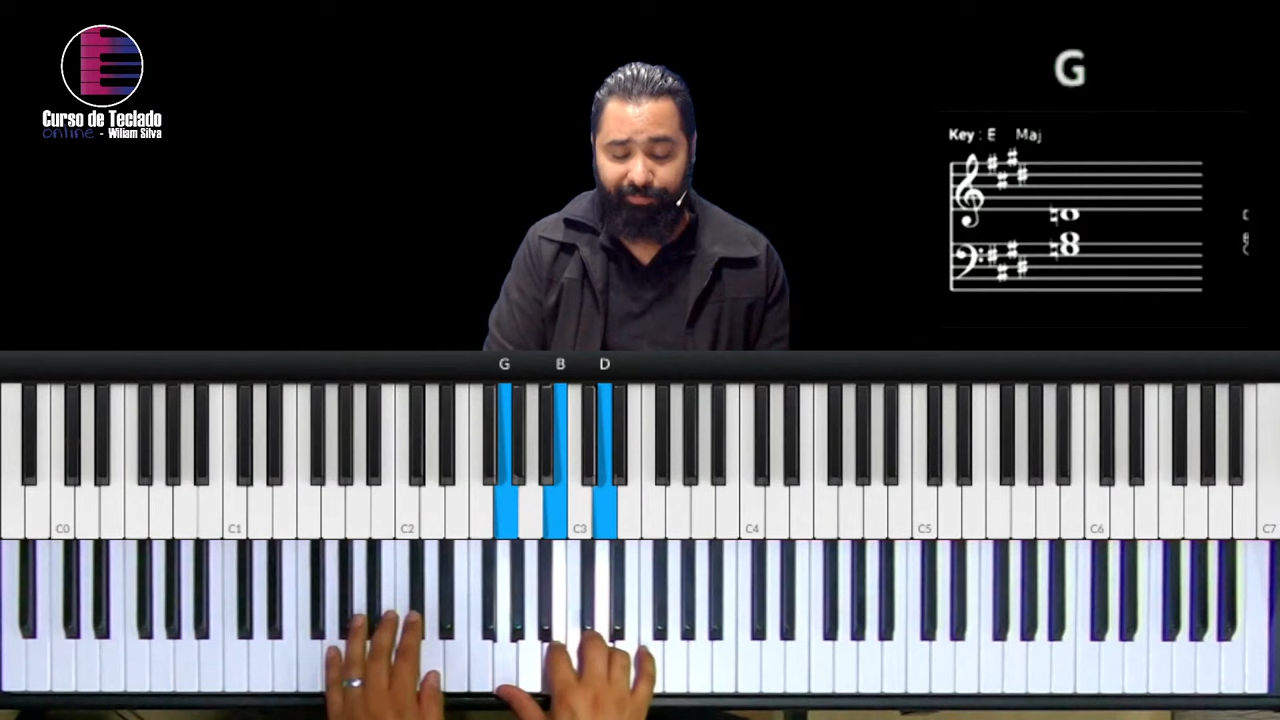 Curso de Teclado
online - Wiliam Silva
G
Key : E Maj
G B D
C0 C1 C2 C3 C4 C5 C6 C7